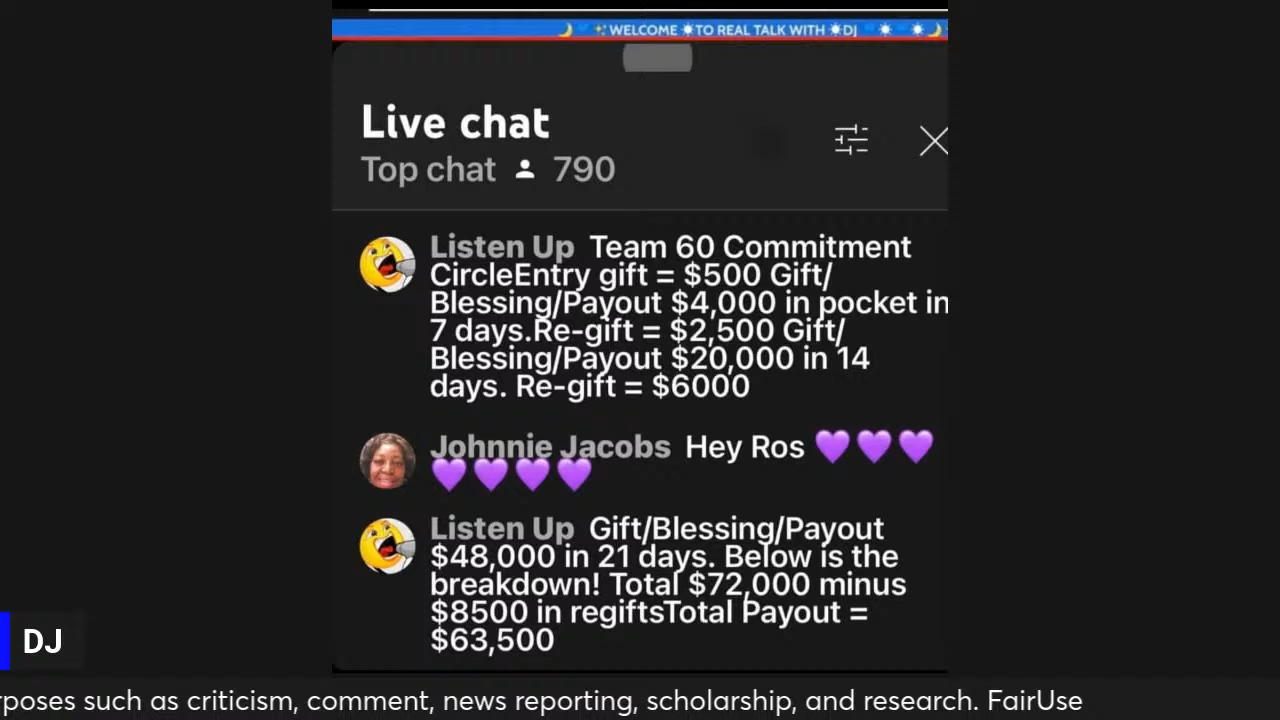 🌙 ✨WELCOME ☀TO REAL TALK WITH ☀DJ ☀ ☀🌙
Live chat
Top chat 790
Listen Up Team 60 Commitment
CircleEntry gift = $500 Gift/
Blessing/Payout $4,000 in pocket in
7 days.Re-gift = $2,500 Gift/
Blessing/Payout $20,000 in 14
days. Re-gift = $6000
Johnnie Jacobs Hey Ros 💜💜💜
💜💜💜💜
Listen Up Gift/Blessing/Payout
$48,000 in 21 days. Below is the
breakdown! Total $72,000 minus
$8500 in regiftsTotal Payout =
$63,500
DJ
rposes such as criticism, comment, news reporting, scholarship, and research. FairUse